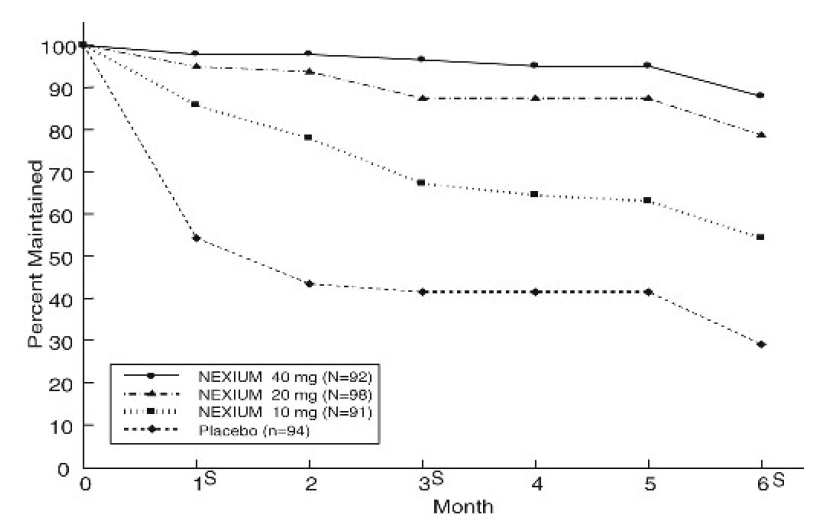 100
90
80
70
60
50
40
30
20
10
0
Percent Maintained
NEXIUM 40 mg (N=92)
NEXIUM 20 mg (N=98)
NEXIUM 10 mg (N=91)
Placebo (n=94)
0 1S 2 3S 4 5 6S
Month